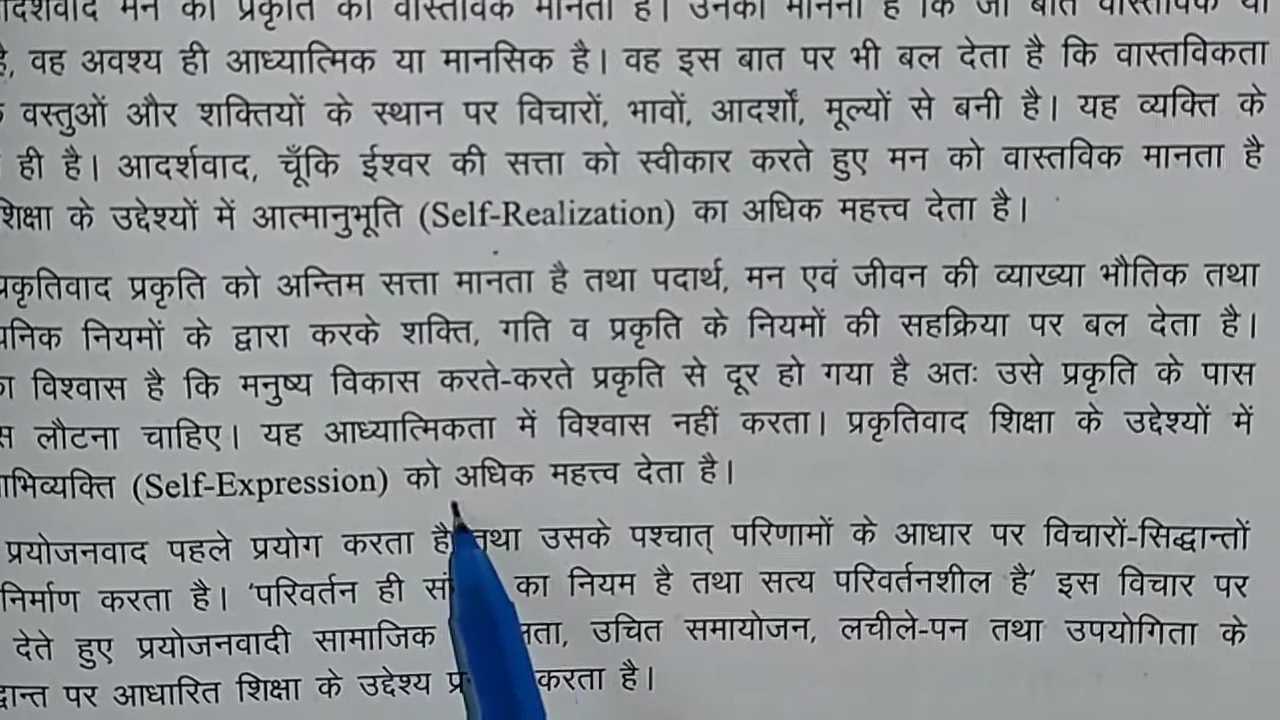 मन की प्रकृति को वास्तविक मानता है। उनका मानना है कि जो बात वास्तविक या
है, वह अवश्य ही आध्यात्मिक या मानसिक है। वह इस बात पर भी बल देता है कि वास्तविकता
वस्तुओं और शक्तियों के स्थान पर विचारों, भावों, आदर्शों, मूल्यों से बनी है। यह व्यक्ति के
ही है। आदर्शवाद, चूँकि ईश्वर की सत्ता को स्वीकार करते हुए मन को वास्तविक मानता है
शिक्षा के उद्देश्यों में आत्मानुभूति (Self-Realization) का अधिक महत्त्व देता है।
प्रकृतिवाद प्रकृति को अन्तिम सत्ता मानता है तथा पदार्थ, मन एवं जीवन की व्याख्या भौतिक तथा
नियमों के द्वारा करके शक्ति, गति व प्रकृति के नियमों की सहक्रिया पर बल देता है।
विश्वास है कि मनुष्य विकास करते-करते प्रकृति से दूर हो गया है अतः उसे प्रकृति के पास
लौटना चाहिए। यह आध्यात्मिकता में विश्वास नहीं करता। प्रकृतिवाद शिक्षा के उद्देश्यों में
(Self-Expression) को अधिक महत्त्व देता है।
प्रयोजनवाद पहले प्रयोग करता है तथा उसके पश्चात् परिणामों के आधार पर विचारों-सिद्धान्तों
निर्माण करता है। 'परिवर्तन ही का नियम है तथा सत्य परिवर्तनशील है' इस विचार पर
देते हुए प्रयोजनवादी सामाजिक उचित समायोजन, लचीले-पन तथा उपयोगिता के
पर आधारित शिक्षा के उद्देश्य करता है।